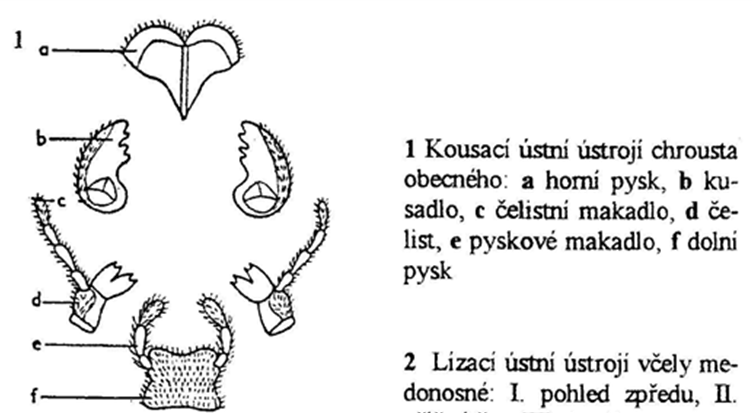 1
a
b
c
d
e
f
1 Kousací ústní ústrojí chrousta
obecného: a horní pysk, b ku-
sadlo, c čelistní makadlo, d če-
list, e pyskové makadlo, f dolní
pysk
2 Lízací ústní ústrojí včely me-
donosné: I. pohled zpředu, II.